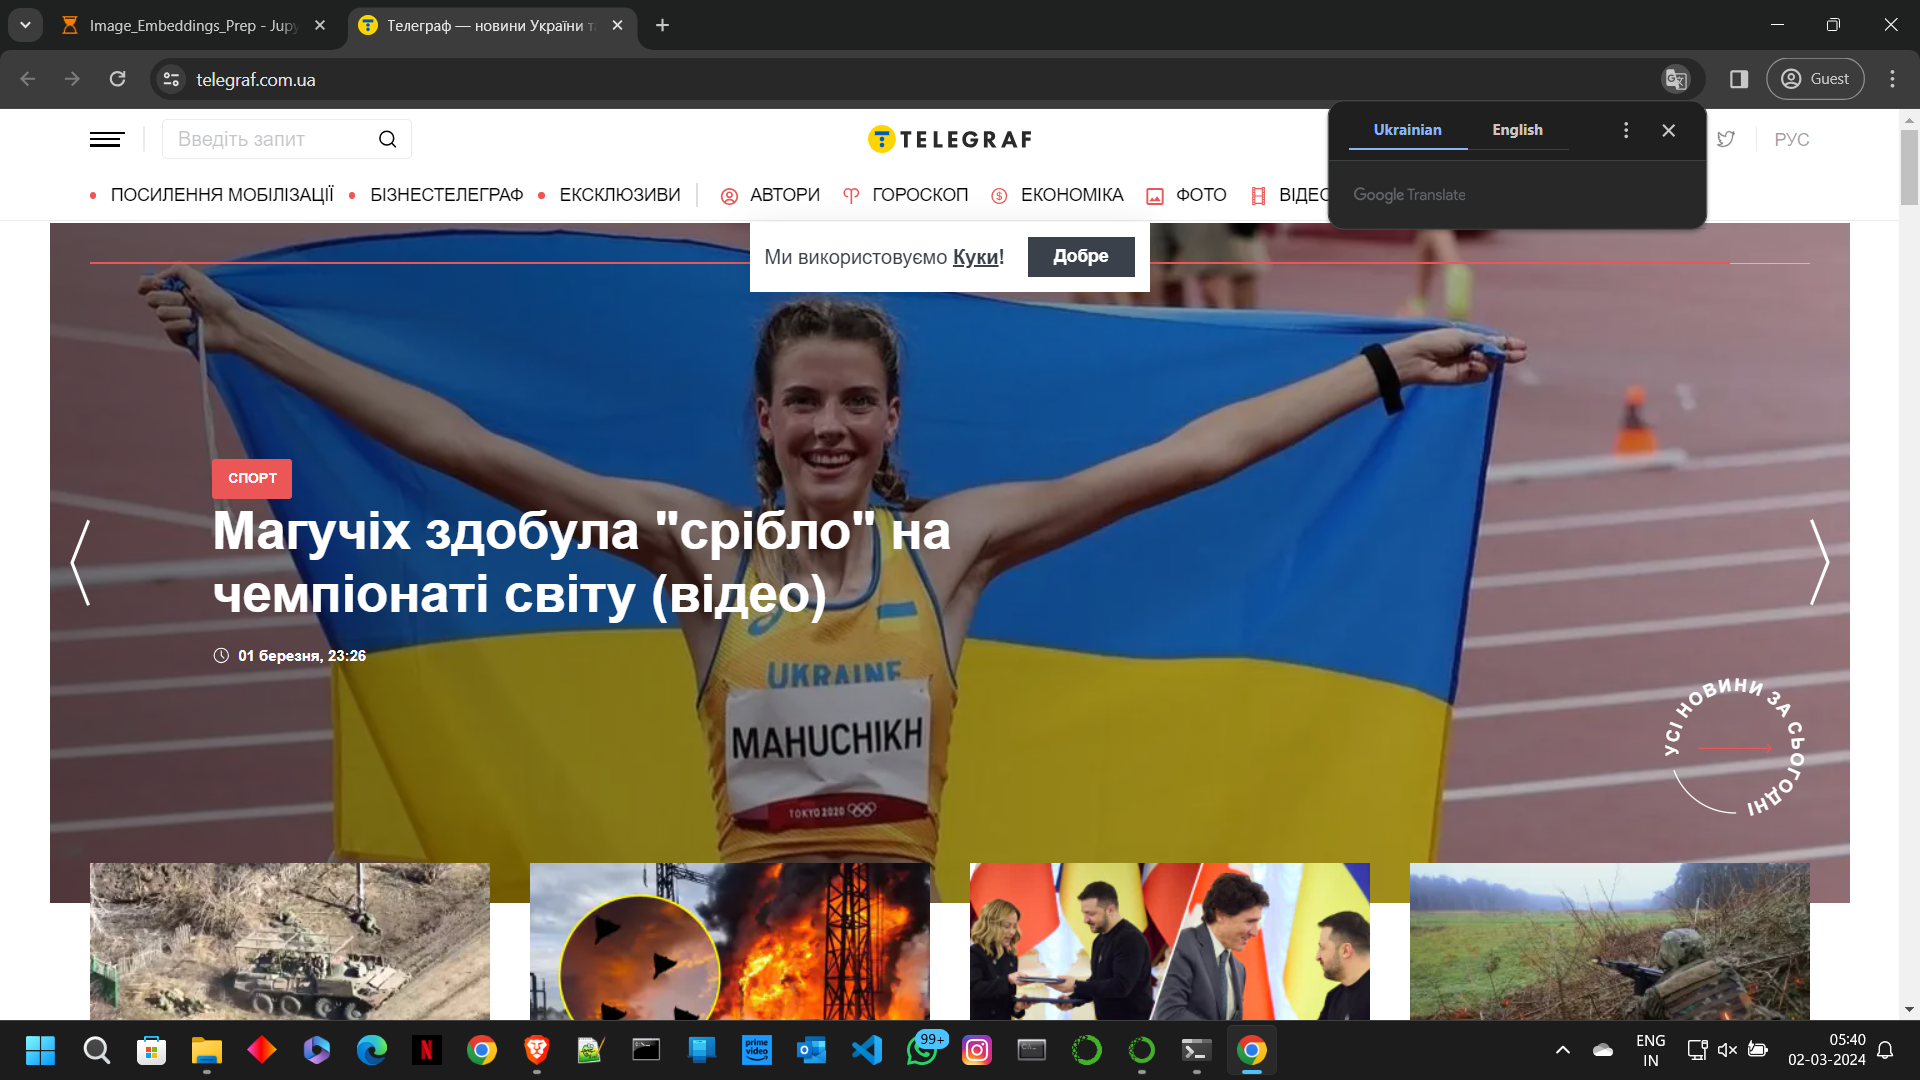 Image_Embeddings_Prep - Jupy
Телеграф — новини України т
telegraf.com.ua
Guest
Введіть запит
TELEGRAF
Ukrainian
English
Google Translate
РУС
ПОСИЛЕННЯ МОБІЛІЗАЦІЇ
БІЗНЕСТЕЛЕГРАФ
ЕКСКЛЮЗИВИ
АВТОРИ
ГОРОСКОП
ЕКОНОМІКА
ФОТО
ВІДЕО
Ми використовуємо Куки!
Добре
СПОРТ
Магучіх здобула "срібло" на
чемпіонаті світу (відео)
01 березня, 23:26
UKRAINE
MAHUCHIKH
TOKYO 2020
УСІ НОВИНИ ЗА СЬОГОДНІ
99+
prime
video
ENG
IN
05:40
02-03-2024